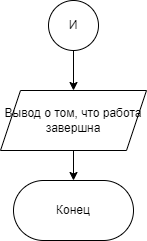 И
Вывод о том, что работа
завершна
Конец